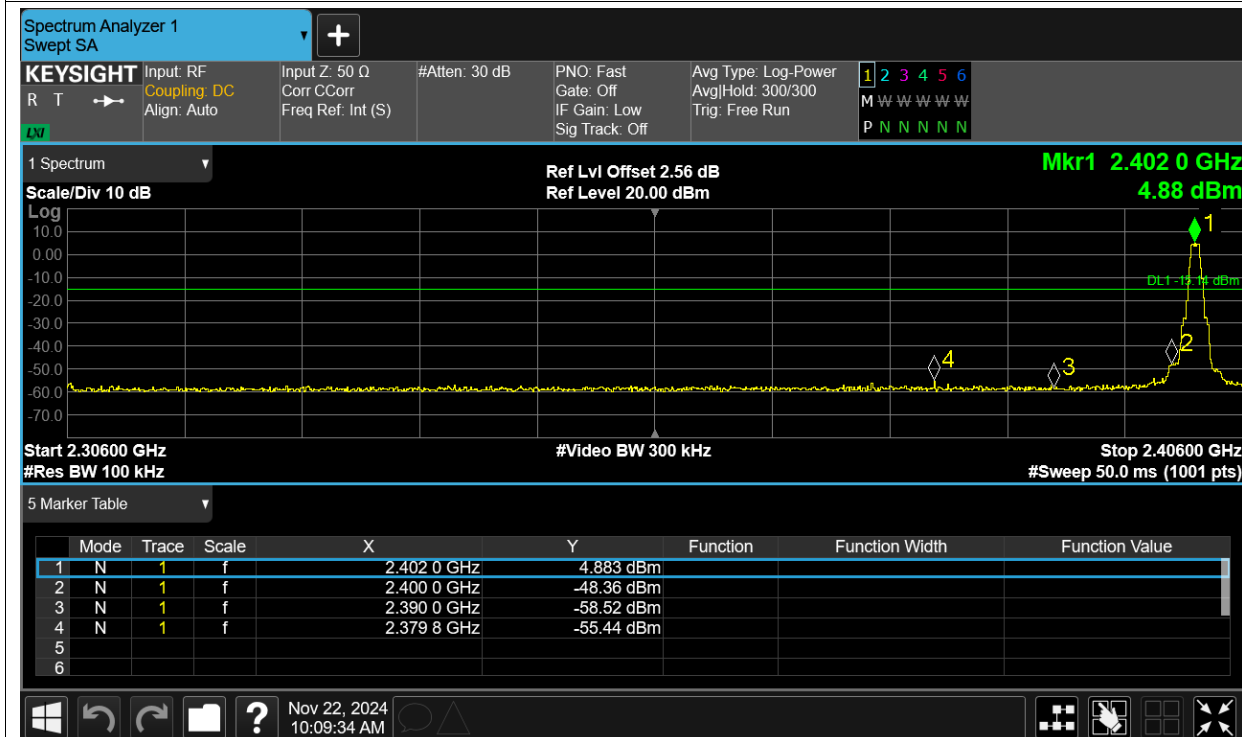 Spectrum Analyzer 1
Swept SA
+
KEYSIGHT Input: RF Input Z: 50 Ω #Atten: 30 dB PNO: Fast Avg Type: Log-Power 1 2 3 4 5 6
R T Coupling: DC Corr CCorr Gate: Off Avg|Hold: 300/300 M W W W W W W
Align: Auto Freq Ref: Int (S) IF Gain: Low Trig: Free Run
LXI Sig Track: Off P N N N N N N
1 Spectrum Ref Lvl Offset 2.56 dB Mkr1 2.402 0 GHz
Scale/Div 10 dB Ref Level 20.00 dBm 4.88 dBm
Log
10.0
0.00
-10.0
DL1 -15.14 dBm
-20.0
-30.0
-40.0
-50.0
-60.0
-70.0
1
2
4
3
Start 2.30600 GHz #Video BW 300 kHz Stop 2.40600 GHz
#Res BW 100 kHz #Sweep 50.0 ms (1001 pts)
5 Marker Table
Mode Trace Scale X Y Function Function Width Function Value
1 N 1 f 2.402 0 GHz 4.883 dBm
2 N 1 f 2.400 0 GHz -48.36 dBm
3 N 1 f 2.390 0 GHz -58.52 dBm
4 N 1 f 2.379 8 GHz -55.44 dBm
5
6
? Nov 22, 2024
10:09:34 AM